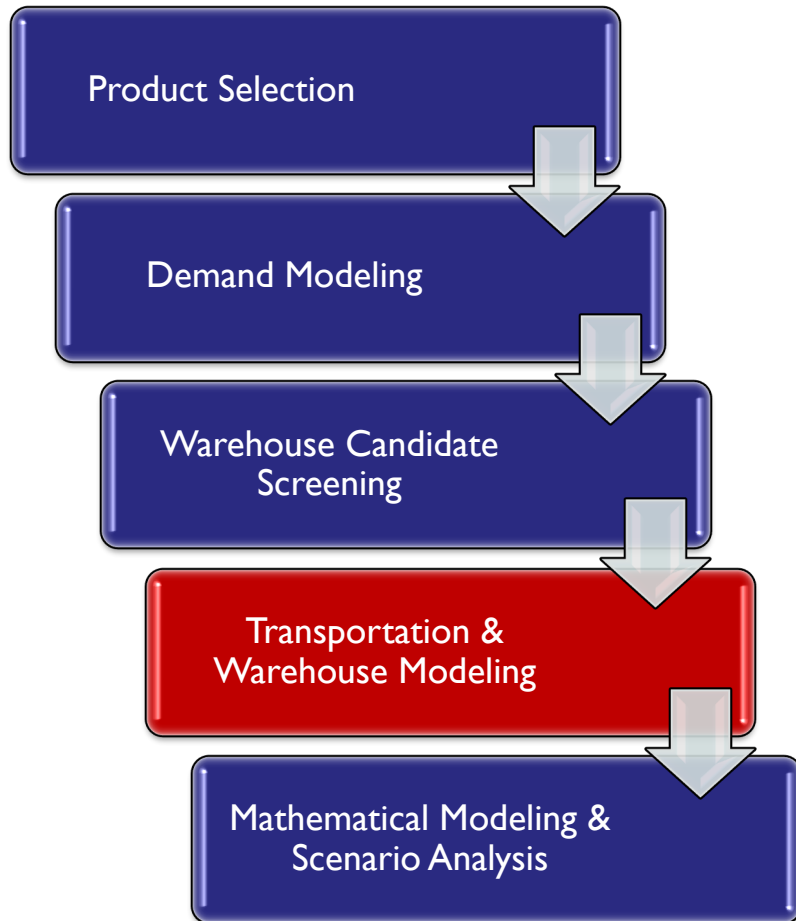 Product Selection
Demand Modeling
Warehouse Candidate
Screening
Transportation &
Warehouse Modeling
Mathematical Modeling &
Scenario Analysis